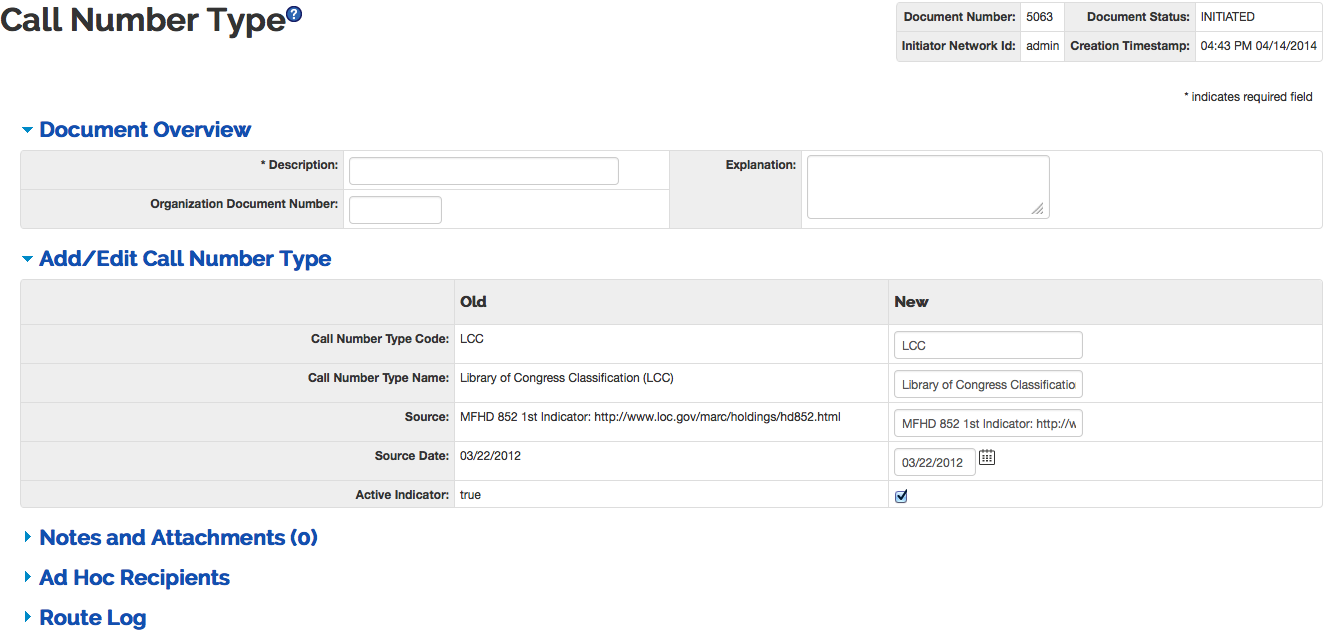 Call Number Type?
Document Number: 5063 Document Status: INITIATED
Initiator Network Id: admin Creation Timestamp: 04:43 PM 04/14/2014
* indicates required field
Document Overview
* Description: Explanation:
Organization Document Number:
Add/Edit Call Number Type
Old New
Call Number Type Code: LCC LCC
Call Number Type Name: Library of Congress Classification (LCC) Library of Congress Classificatio
Source: MFHD 852 1st Indicator: http://www.loc.gov/marc/holdings/hd852.html MFHD 852 1st Indicator: http://w
Source Date: 03/22/2012 03/22/2012
Active Indicator: true
Notes and Attachments (0)
Ad Hoc Recipients
Route Log